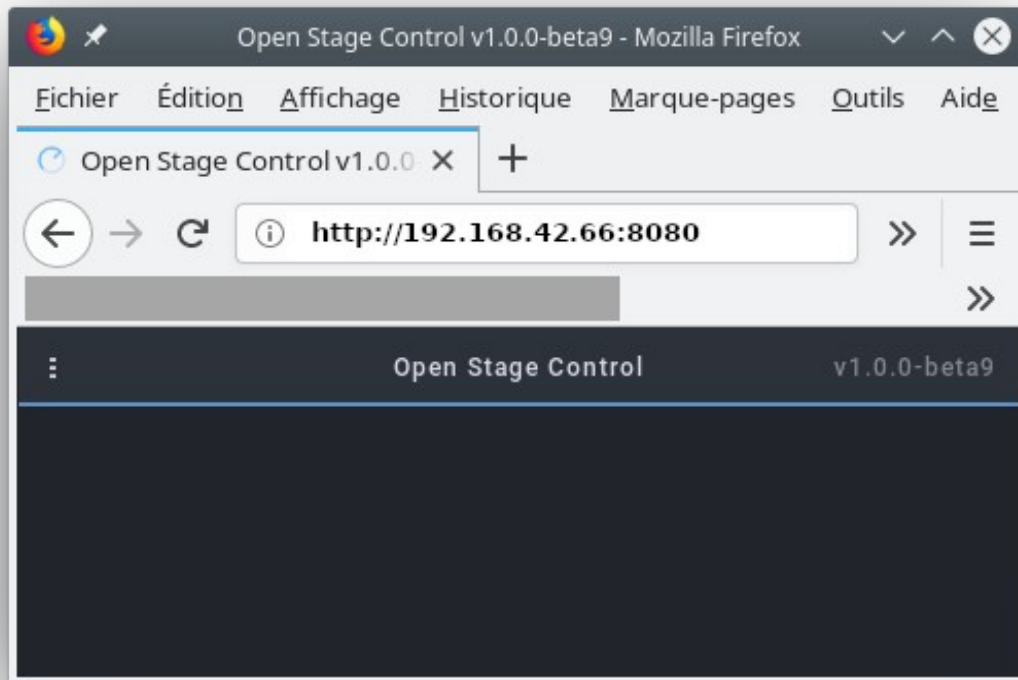 Open Stage Control v1.0.0-beta9 - Mozilla Firefox
Fichier Édition Affichage Historique Marque-pages Outils Aide
Open Stage Control v1.0.0
http://192.168.42.66:8080
Open Stage Control v1.0.0-beta9